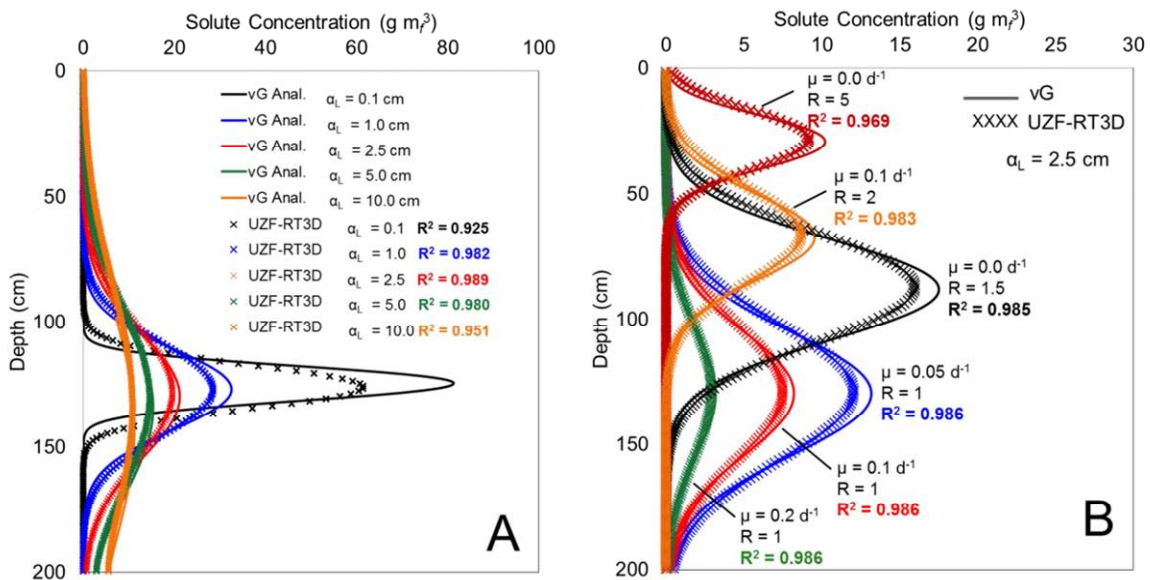 Solute Concentration (g m_f^3)
0 20 40 60 80 100
0
50
100
150
200
Depth (cm)
vG Anal. α_L = 0.1 cm
vG Anal. α_L = 1.0 cm
vG Anal. α_L = 2.5 cm
vG Anal. α_L = 5.0 cm
vG Anal. α_L = 10.0 cm
UZF-RT3D α_L = 0.1 R² = 0.925
UZF-RT3D α_L = 1.0 R² = 0.982
UZF-RT3D α_L = 2.5 R² = 0.989
UZF-RT3D α_L = 5.0 R² = 0.980
UZF-RT3D α_L = 10.0 R² = 0.951
A
Solute Concentration (g m_f^3)
0 5 10 15 20 25 30
0
50
100
150
200
Depth (cm)
vG
XXXX UZF-RT3D
α_L = 2.5 cm
μ = 0.0 d⁻¹
R = 5
R² = 0.969
μ = 0.1 d⁻¹
R = 2
R² = 0.983
μ = 0.0 d⁻¹
R = 1.5
R² = 0.985
μ = 0.05 d⁻¹
R = 1
R² = 0.986
μ = 0.1 d⁻¹
R = 1
R² = 0.986
μ = 0.2 d⁻¹
R = 1
R² = 0.986
B